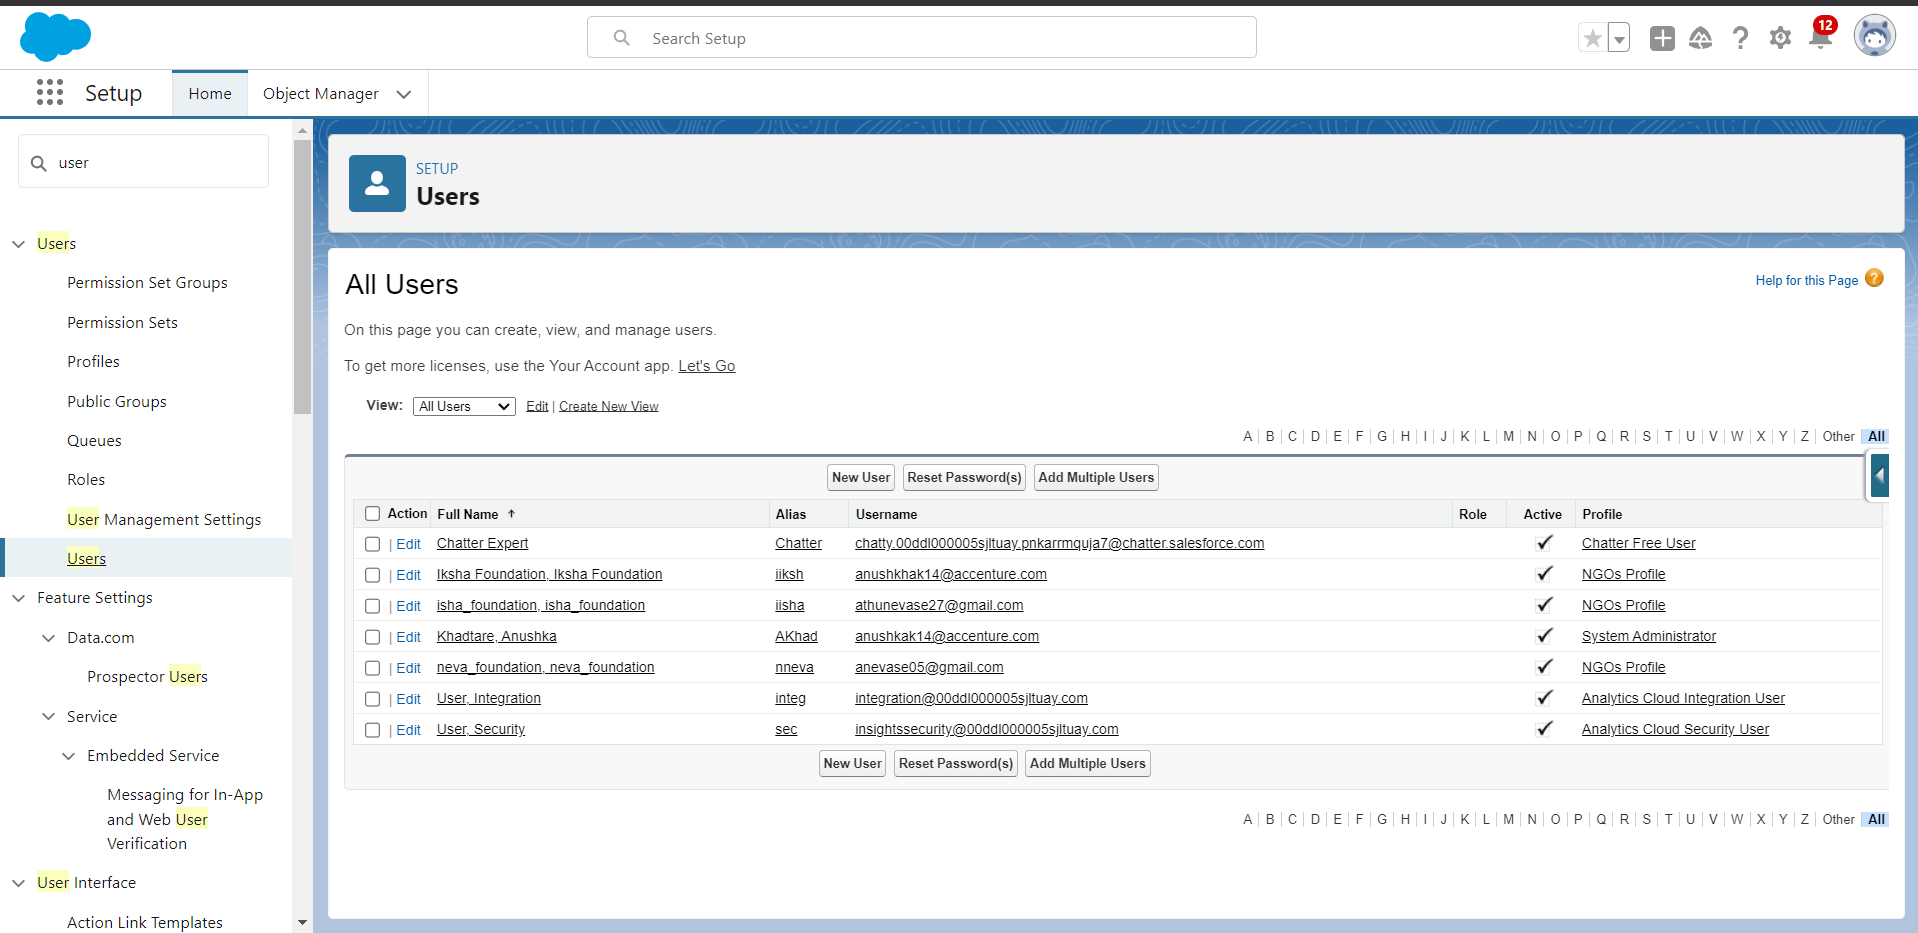 Search Setup
12
Setup
Home
Object Manager
user
Users
Permission Set Groups
Permission Sets
Profiles
Public Groups
Queues
Roles
User Management Settings
Users
Feature Settings
Data.com
Prospector Users
Service
Embedded Service
Messaging for In-App
and Web User
Verification
User Interface
Action Link Templates
SETUP
Users
All Users
Help for this Page ?
On this page you can create, view, and manage users.
To get more licenses, use the Your Account app. Let's Go
View: All Users Edit | Create New View
A | B | C | D | E | F | G | H | I | J | K | L | M | N | O | P | Q | R | S | T | U | V | W | X | Y | Z | Other All
New User Reset Password(s) Add Multiple Users
Action Full Name ↑ Alias Username Role Active Profile
| Edit Chatter Expert Chatter chatty.00ddl000005sjltuay.pnkarrmquja7@chatter.salesforce.com Chatter Free User
| Edit Iksha Foundation, Iksha Foundation iiksh anushkhak14@accenture.com NGOs Profile
| Edit isha_foundation, isha_foundation iisha athunevase27@gmail.com NGOs Profile
| Edit Khadtare, Anushka AKhad anushkak14@accenture.com System Administrator
| Edit neva_foundation, neva_foundation nneva anevase05@gmail.com NGOs Profile
| Edit User, Integration integ integration@00ddl000005sjltuay.com Analytics Cloud Integration User
| Edit User, Security sec insightssecurity@00ddl000005sjltuay.com Analytics Cloud Security User
New User Reset Password(s) Add Multiple Users
A | B | C | D | E | F | G | H | I | J | K | L | M | N | O | P | Q | R | S | T | U | V | W | X | Y | Z | Other All